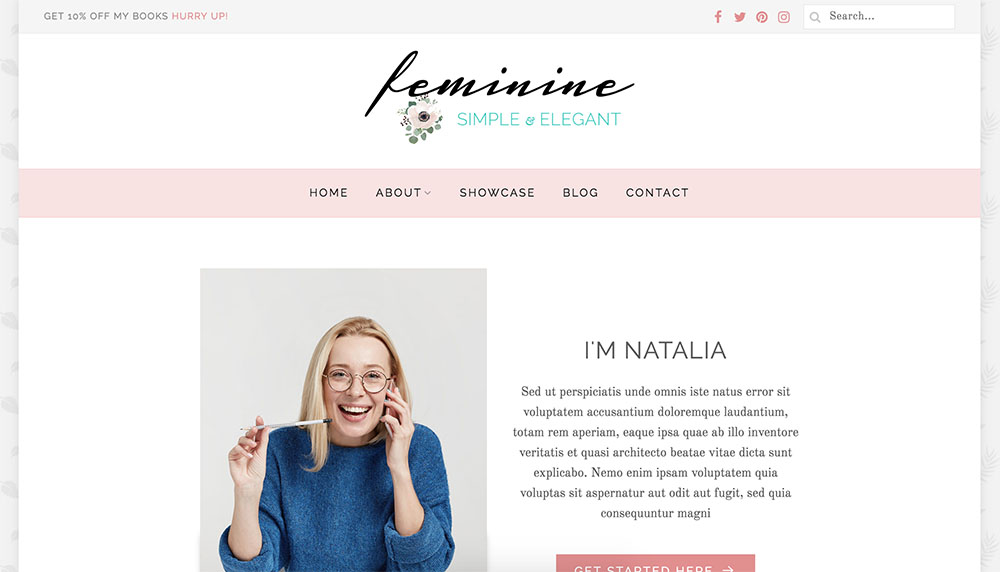 GET 10% OFF MY BOOKS HURRY UP!
Search...
feminine
SIMPLE & ELEGANT
HOME ABOUT SHOWCASE BLOG CONTACT
I'M NATALIA
Sed ut perspiciatis unde omnis iste natus error sit
voluptatem accusantium doloremque laudantium,
totam rem aperiam, eaque ipsa quae ab illo inventore
veritatis et quasi architecto beatae vitae dicta sunt
explicabo. Nemo enim ipsam voluptatem quia
voluptas sit aspernatur aut odit aut fugit, sed quia
consequuntur magni
GET STARTED HERE →